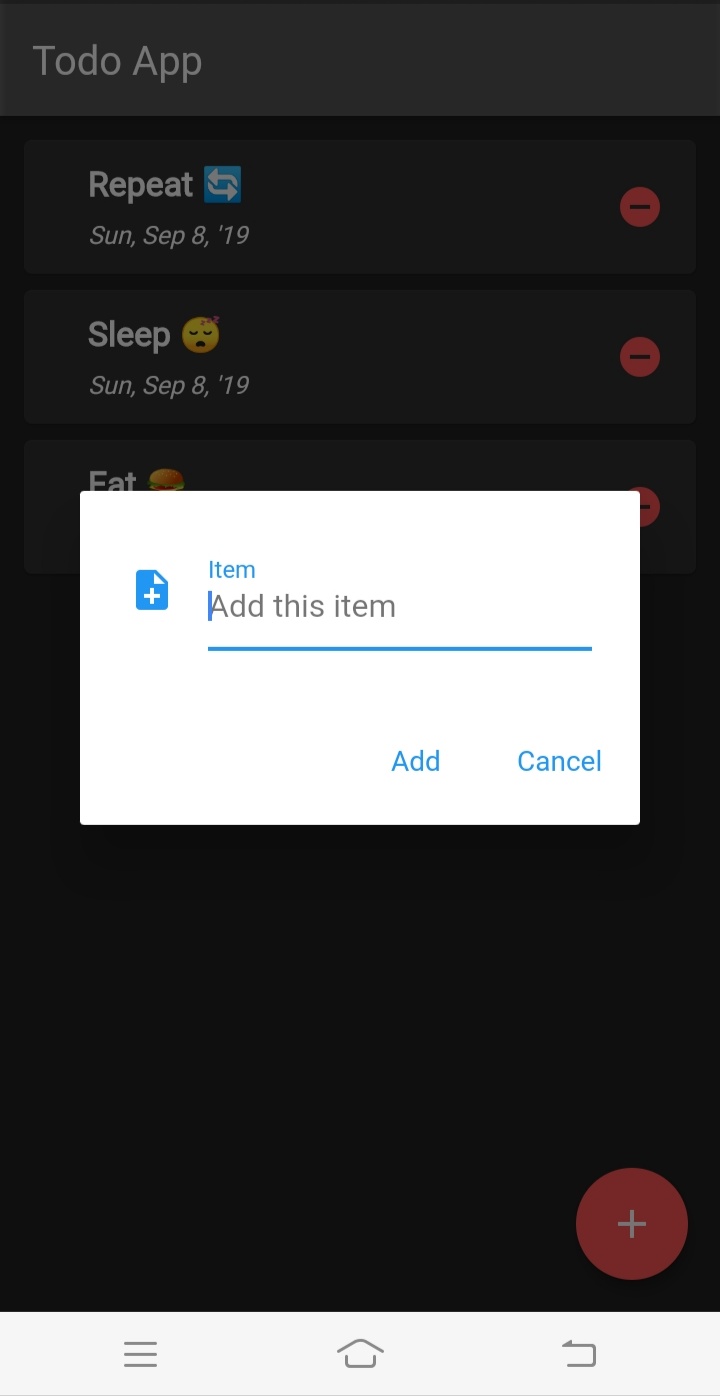 Todo App
Repeat 🔄
Sun, Sep 8, '19
Sleep 😴
Sun, Sep 8, '19
Eat 🍔
Item
Add this item
Add
Cancel